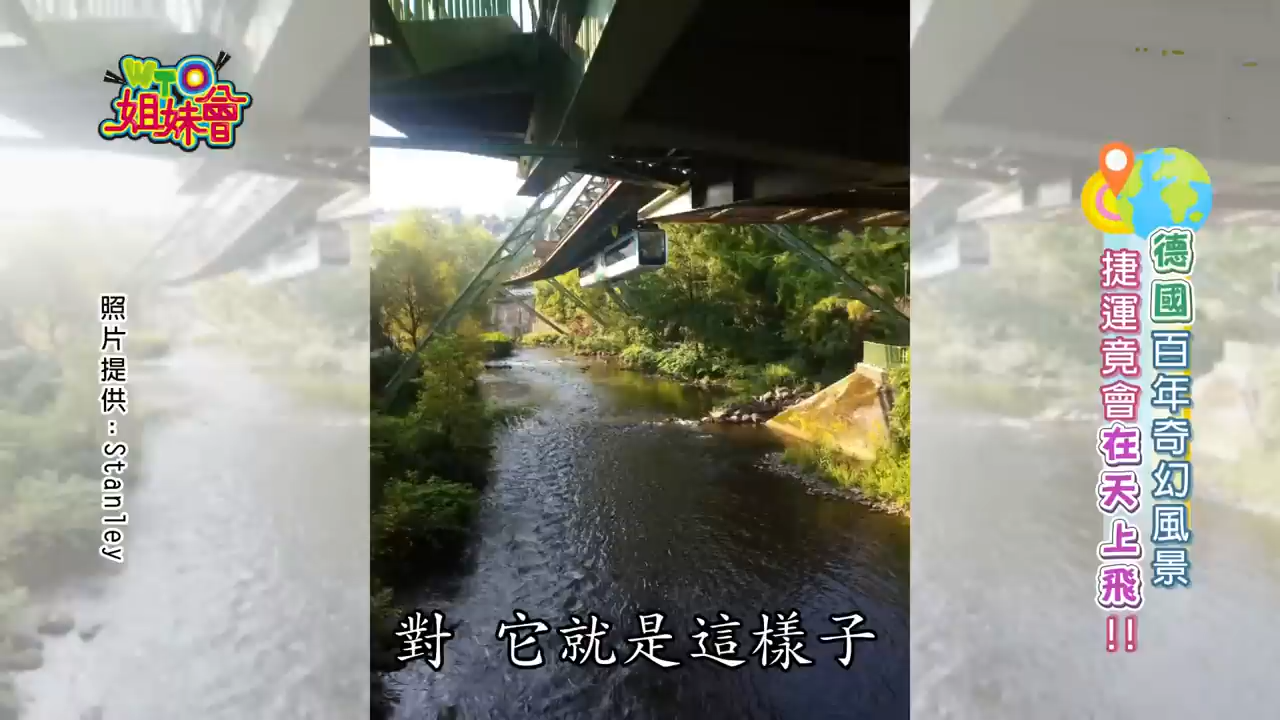 WTO
姐妹會
德國百年奇幻風景
捷運竟會在天上飛!!
照片提供：Stanley
對 它就是這樣子